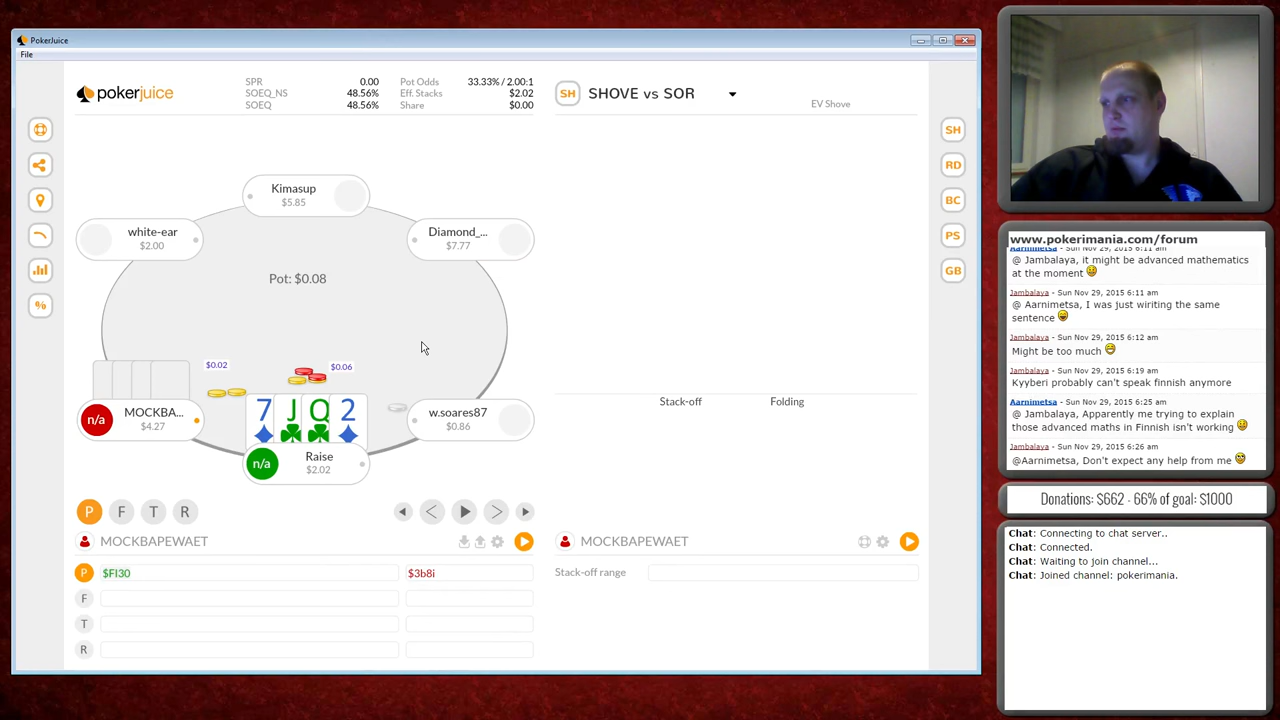 PokerJuice
File
pokerjuice
SPR 0.00
SOEQ_NS 48.56%
SOEQ 48.56%
Pot Odds 33.33% / 2.00:1
Eff. Stacks $2.02
Share $0.00
SH SHOVE vs SOR
EV Shove
SH
RD
BC
PS
GB
%
Kimasup
$5.85
white-ear
$2.00
Diamond_...
$7.77
Pot: $0.08
$0.02
$0.06
7 J Q 2
n/a MOCKBA...
$4.27
w.soares87
$0.86
n/a Raise
$2.02
Stack-off Folding
P F T R
MOCKBAPEWAET
P $FI30 $3b8i
F
T
R
MOCKBAPEWAET
Stack-off range
www.pokerimania.com/forum
Aarnimetsa - Sun Nov 29, 2015 6:11 am
@ Jambalaya, it might be advanced mathematics
at the moment
Jambalaya - Sun Nov 29, 2015 6:11 am
@ Aarnimetsa, I was just wiriting the same
sentence
Jambalaya - Sun Nov 29, 2015 6:12 am
Might be too much
Jambalaya - Sun Nov 29, 2015 6:19 am
Kyyberi probably can't speak finnish anymore
Aarnimetsa - Sun Nov 29, 2015 6:25 am
@ Jambalaya, Apparently me trying to explain
those advanced maths in Finnish isn't working
Jambalaya - Sun Nov 29, 2015 6:26 am
@Aarnimetsa, Don't expect any help from me
Donations: $662 - 66% of goal: $1000
Chat: Connecting to chat server..
Chat: Connected.
Chat: Waiting to join channel...
Chat: Joined channel: pokerimania.